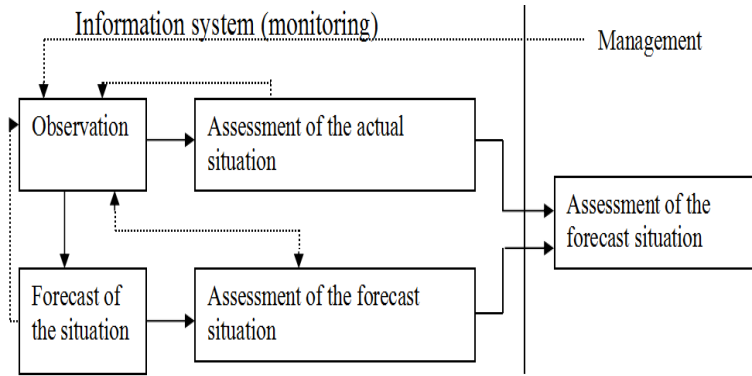 Information system (monitoring)
Management
Observation
Assessment of the actual
situation
Assessment of the
forecast situation
Forecast of
the situation
Assessment of the forecast
situation